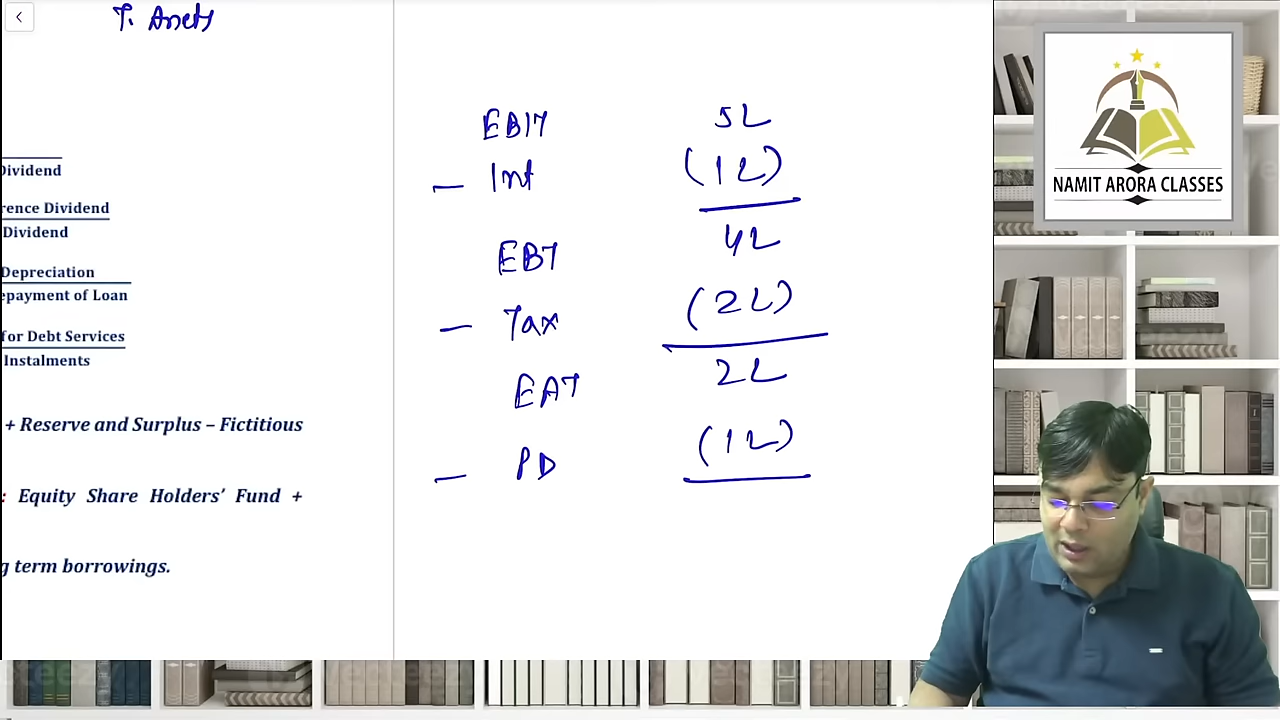 T. Assets
Dividend
rence Dividend
Dividend
Depreciation
epayment of Loan
for Debt Services
Instalments
+ Reserve and Surplus – Fictitious
: Equity Share Holders' Fund +
g term borrowings.
EBIT 5L
— Int (1L)
EBT 4L
— Tax (2L)
EAT 2L
— PD (1L)
NAMIT ARORA CLASSES